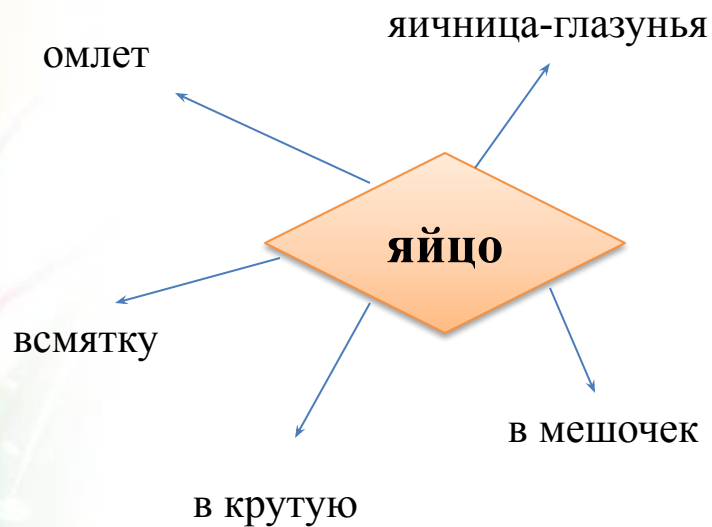 яичница-глазунья
омлет
яйцо
всмятку
в мешочек
в крутую